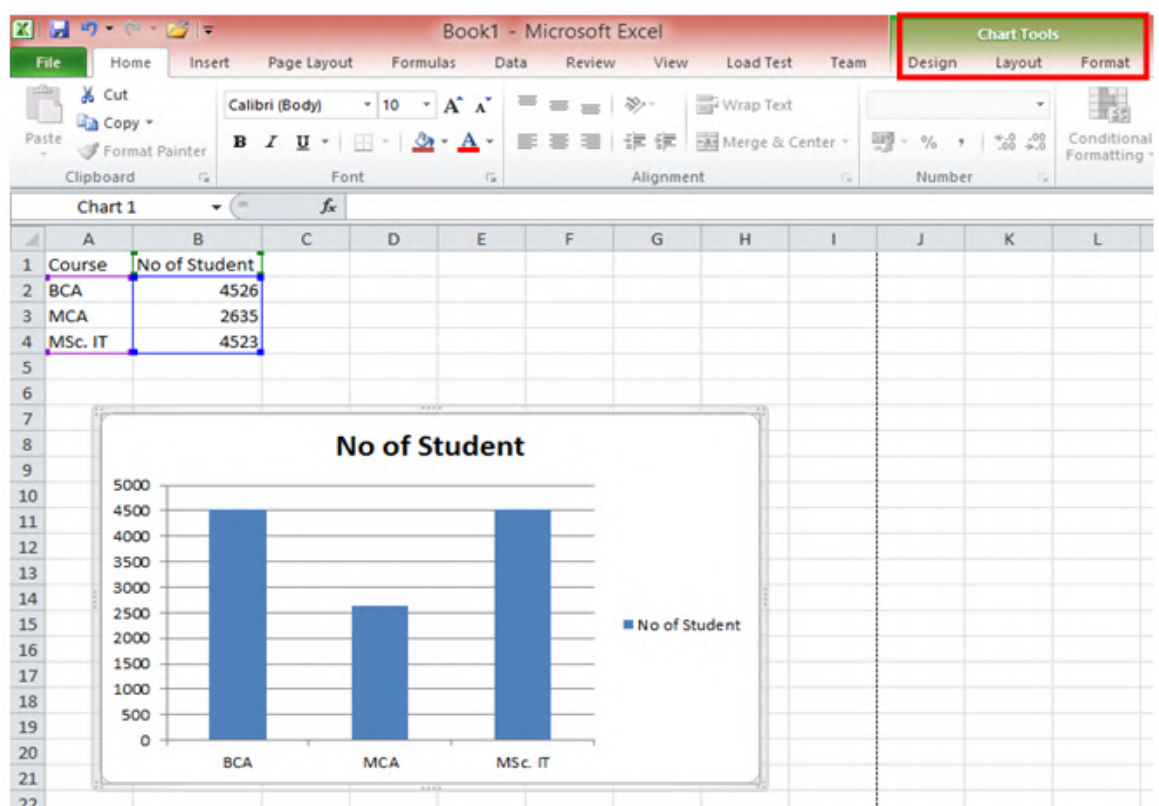 Book1 - Microsoft Excel
Chart Tools
File Home Insert Page Layout Formulas Data Review View Load Test Team Design Layout Format
Cut
Copy
Format Painter
Paste
Calibri (Body) 10 A A
B I U A
Wrap Text
Merge & Center
% ,
Conditional
Formatting
Clipboard Font Alignment Number
Chart 1 fx
A B C D E F G H I J K L
1 Course No of Student
2 BCA 4526
3 MCA 2635
4 MSc. IT 4523
5
6
7
8
9
10
11
12
13
14
15
16
17
18
19
20
21
22
No of Student
5000
4500
4000
3500
3000
2500
2000
1500
1000
500
0
BCA MCA MSc. IT
No of Student